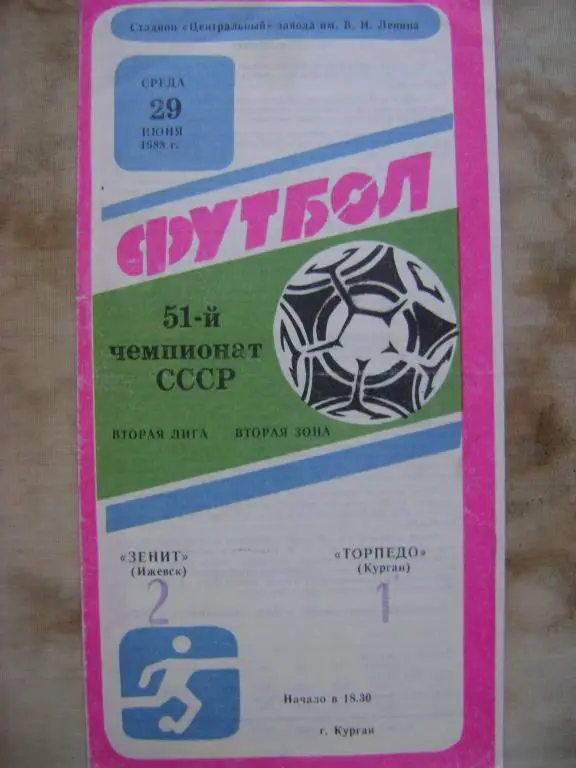 Стадион «Центральный» завода им. В. И. Ленина
СРЕДА
29
ИЮНЯ
1988 г.
ФУТБОЛ
51-й
чемпионат
СССР
ВТОРАЯ ЛИГА ВТОРАЯ ЗОНА
«ЗЕНИТ» «ТОРПЕДО»
(Ижевск) (Курган)
2 1
Начало в 18.30
г. Курган